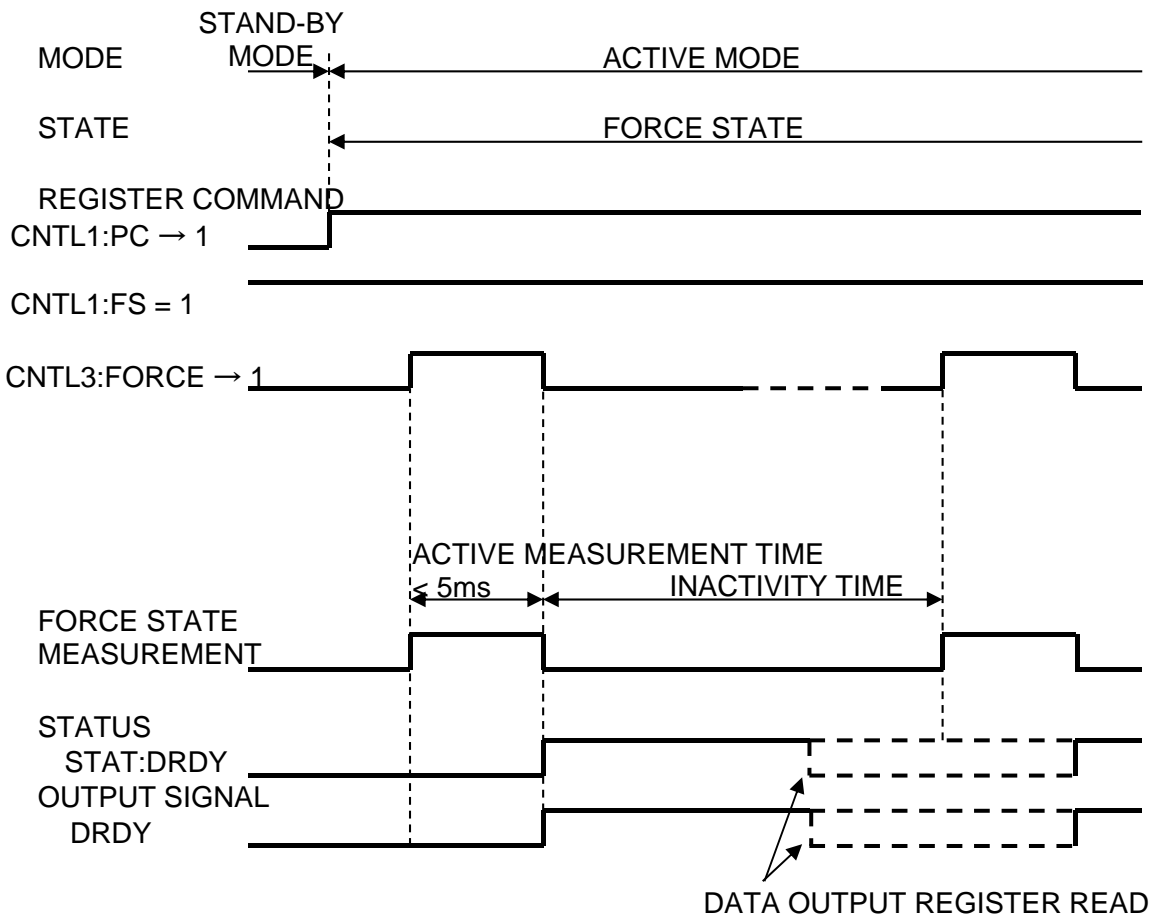 STAND-BY
MODE
MODE
ACTIVE MODE
STATE
FORCE STATE
REGISTER COMMAND
CNTL1:PC → 1
CNTL1:FS = 1
CNTL3:FORCE → 1
ACTIVE MEASUREMENT TIME
< 5ms
INACTIVITY TIME
FORCE STATE
MEASUREMENT
STATUS
STAT:DRDY
OUTPUT SIGNAL
DRDY
DATA OUTPUT REGISTER READ